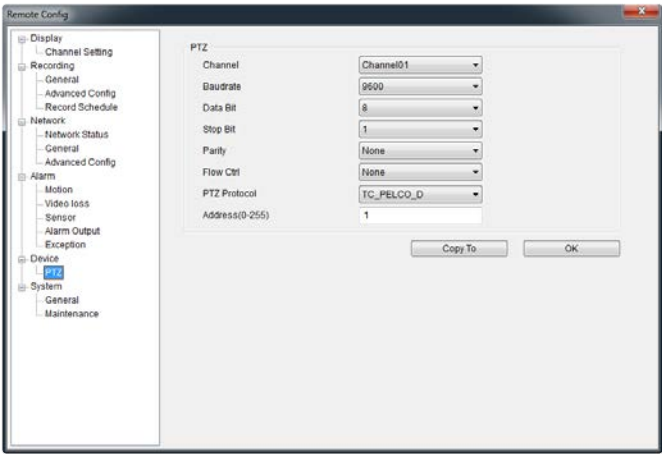 Remote Config
Display
Channel Setting
Recording
General
Advanced Config
Record Schedule
Network
Network Status
General
Advanced Config
Alarm
Motion
Video loss
Sensor
Alarm Output
Exception
Device
PTZ
System
General
Maintenance
PTZ
Channel Channel01
Baudrate 9600
Data Bit 8
Stop Bit 1
Parity None
Flow Ctrl None
PTZ Protocol TC_PELCO_D
Address(0-255) 1
Copy To OK